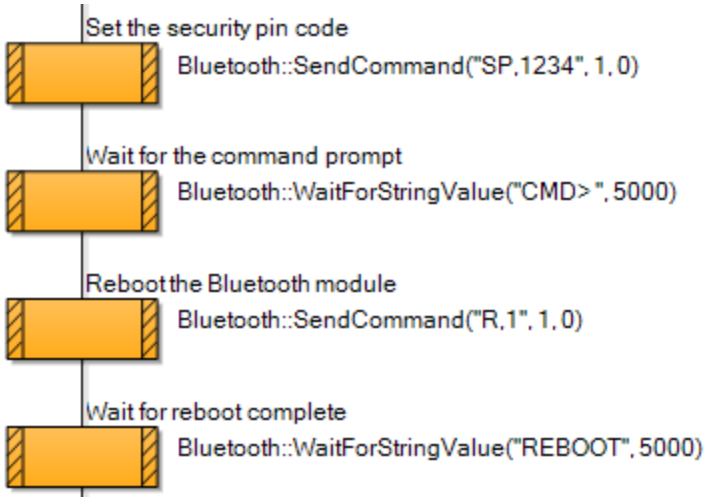 Set the security pin code
Bluetooth::SendCommand("SP,1234", 1, 0)
Wait for the command prompt
Bluetooth::WaitForStringValue("CMD>", 5000)
Reboot the Bluetooth module
Bluetooth::SendCommand("R,1", 1, 0)
Wait for reboot complete
Bluetooth::WaitForStringValue("REBOOT", 5000)